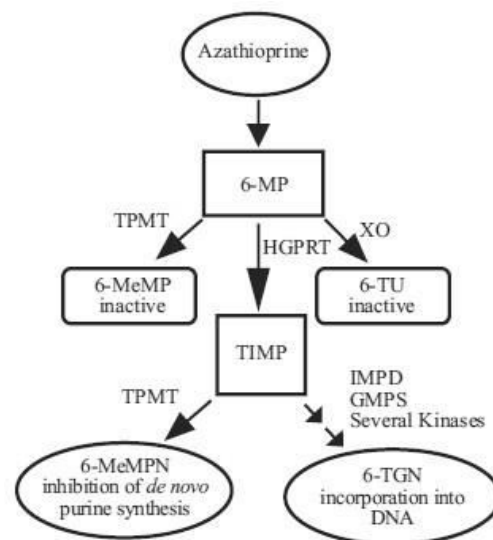 Azathioprine
6-MP
TPMT
HGPRT
XO
6-MeMP
inactive
6-TU
inactive
TIMP
TPMT
IMPD
GMPS
Several Kinases
6-MeMPN
inhibition of de novo
purine synthesis
6-TGN
incorporation into
DNA